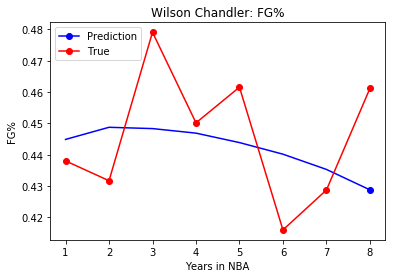 Wilson Chandler: FG%
Prediction
True
0.48
0.47
0.46
0.45
0.44
0.43
0.42
FG%
1 2 3 4 5 6 7 8
Years in NBA